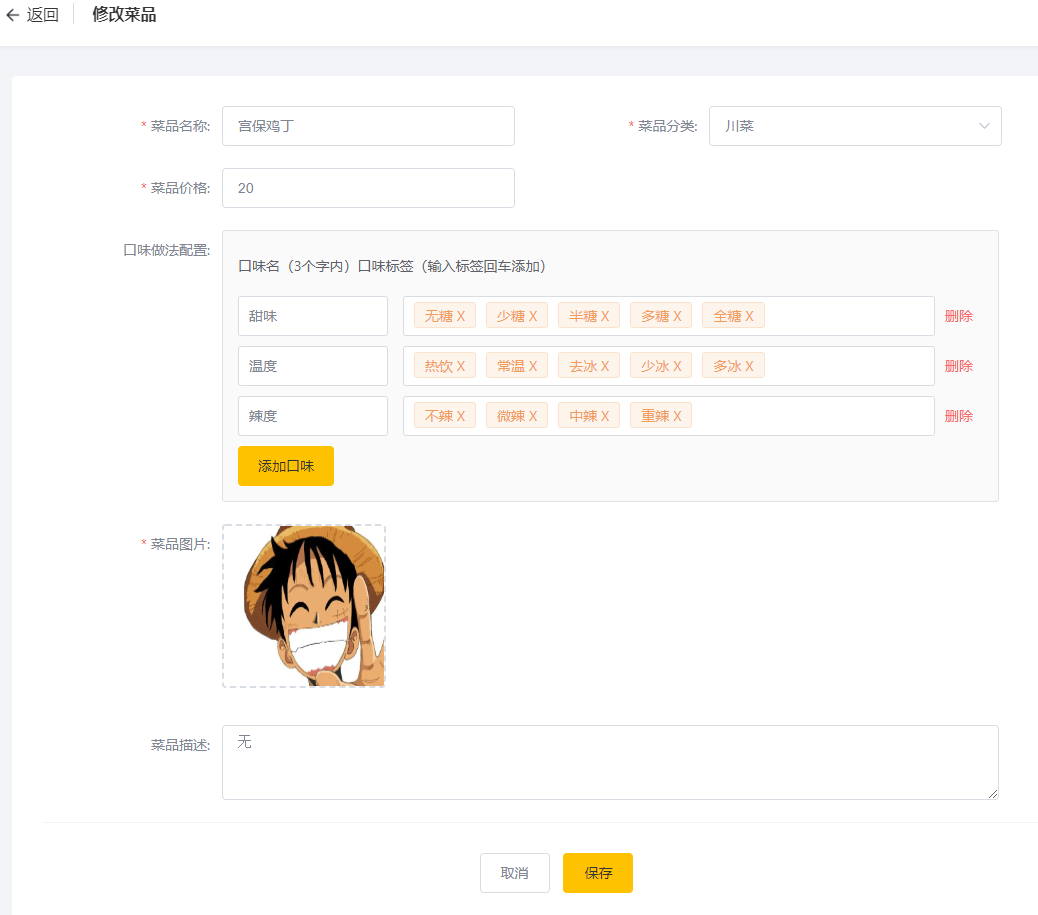 返回 修改菜品
* 菜品名称: 宫保鸡丁 * 菜品分类: 川菜
* 菜品价格: 20
口味做法配置:
口味名（3个字内）口味标签（输入标签回车添加）
甜味 无糖 X 少糖 X 半糖 X 多糖 X 全糖 X 删除
温度 热饮 X 常温 X 去冰 X 少冰 X 多冰 X 删除
辣度 不辣 X 微辣 X 中辣 X 重辣 X 删除
添加口味
* 菜品图片:
菜品描述: 无
取消 保存